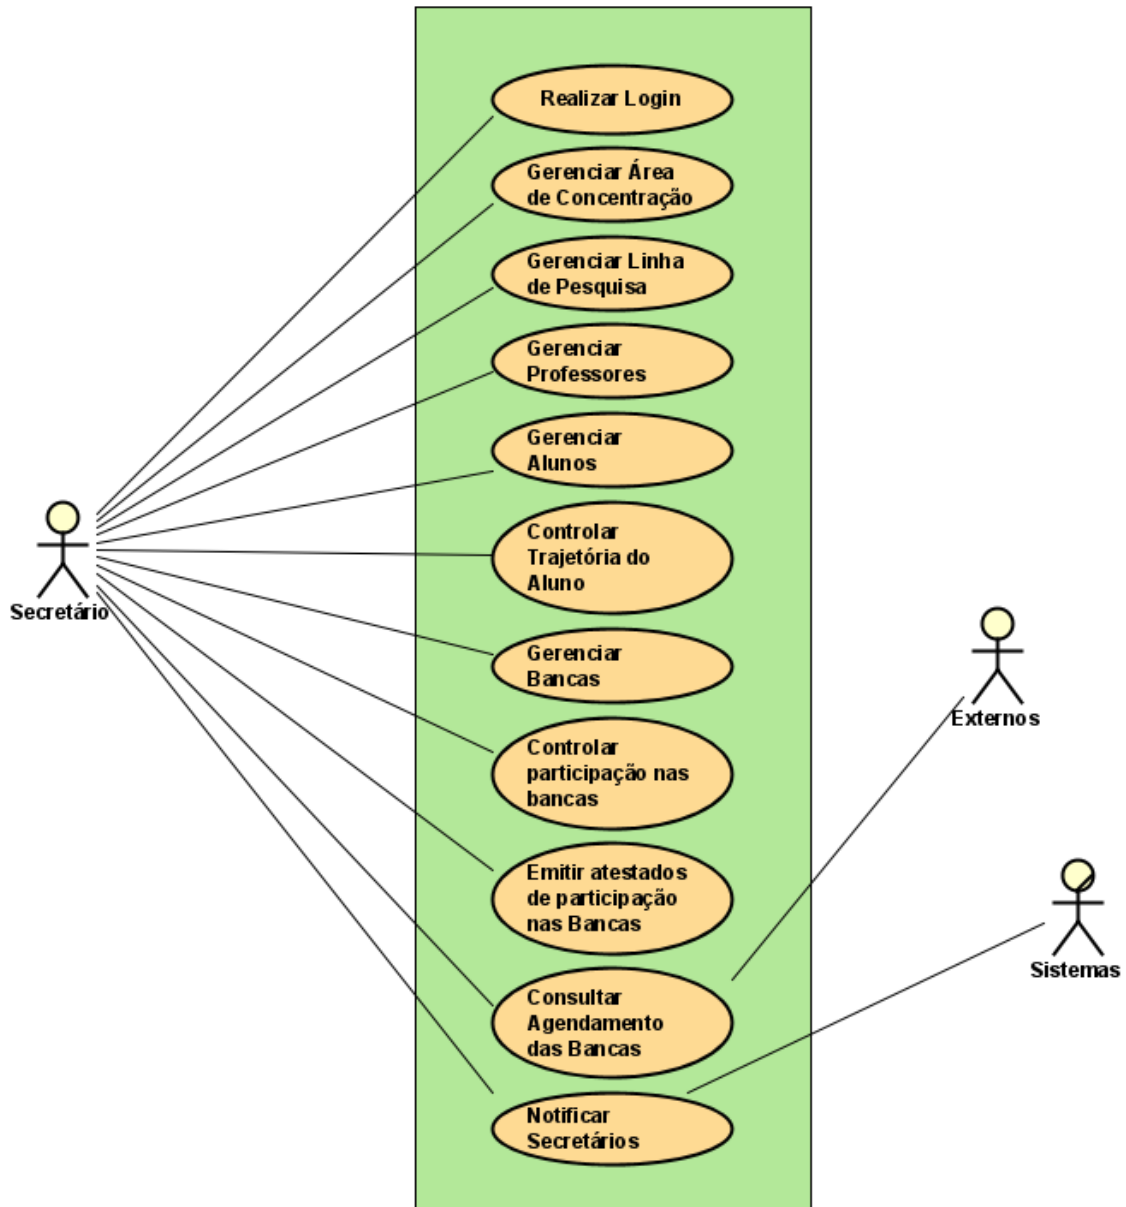 Realizar Login
Gerenciar Área
de Concentração
Gerenciar Linha
de Pesquisa
Gerenciar
Professores
Gerenciar
Alunos
Controlar
Trajetória do
Aluno
Secretário
Gerenciar
Bancas
Externos
Controlar
participação nas
bancas
Emitir atestados
de participação
nas Bancas
Sistemas
Consultar
Agendamento
das Bancas
Notificar
Secretários